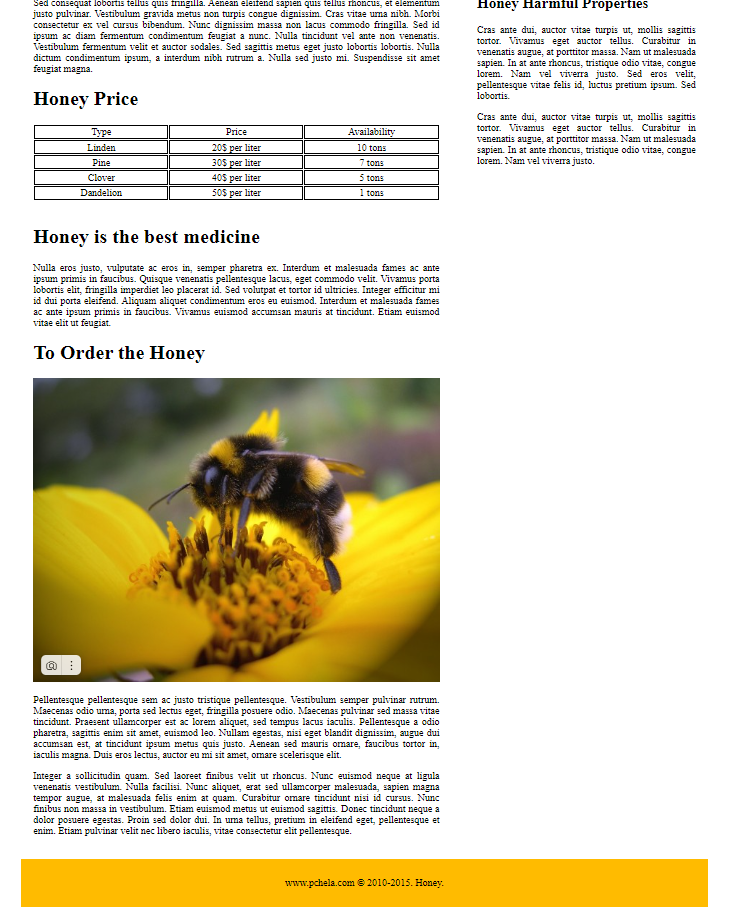 Sed consequat lobortis tellus quis fringilla. Aenean eleifend sapien quis tellus rhoncus, et elementum
justo pulvinar. Vestibulum gravida metus non turpis congue dignissim. Cras vitae urna nibh. Morbi
consectetur ex vel cursus bibendum. Nunc dignissim massa non lacus commodo fringilla. Sed id
ipsum ac diam fermentum condimentum feugiat a nunc. Nulla tincidunt vel ante non venenatis.
Vestibulum fermentum velit et auctor sodales. Sed sagittis metus eget justo lobortis lobortis. Nulla
dictum condimentum ipsum, a interdum nibh rutrum a. Nulla sed justo mi. Suspendisse sit amet
feugiat magna.
Honey Price
Type Price Availability
Linden 20$ per liter 10 tons
Pine 30$ per liter 7 tons
Clover 40$ per liter 5 tons
Dandelion 50$ per liter 1 tons
Honey is the best medicine
Nulla eros justo, vulputate ac eros in, semper pharetra ex. Interdum et malesuada fames ac ante
ipsum primis in faucibus. Quisque venenatis pellentesque lacus, eget commodo velit. Vivamus porta
lobortis elit, fringilla imperdiet leo placerat id. Sed volutpat et tortor id ultricies. Integer efficitur mi
id dui porta eleifend. Aliquam aliquet condimentum eros eu euismod. Interdum et malesuada fames
ac ante ipsum primis in faucibus. Vivamus euismod accumsan mauris at tincidunt. Etiam euismod
vitae elit ut feugiat.
To Order the Honey
Pellentesque pellentesque sem ac justo tristique pellentesque. Vestibulum semper pulvinar rutrum.
Maecenas odio urna, porta sed lectus eget, fringilla posuere odio. Maecenas pulvinar sed massa vitae
tincidunt. Praesent ullamcorper est ac lorem aliquet, sed tempus lacus iaculis. Pellentesque a odio
pharetra, sagittis enim sit amet, euismod leo. Nullam egestas, nisi eget blandit dignissim, augue dui
accumsan est, at tincidunt ipsum metus quis justo. Aenean sed mauris ornare, faucibus tortor in,
iaculis magna. Duis eros lectus, auctor eu mi sit amet, ornare scelerisque elit.
Integer a sollicitudin quam. Sed laoreet finibus velit ut rhoncus. Nunc euismod neque at ligula
venenatis vestibulum. Nulla facilisi. Nunc aliquet, erat sed ullamcorper malesuada, sapien magna
tempor augue, at malesuada felis enim at quam. Curabitur ornare tincidunt nisi id cursus. Nunc
finibus non massa in vestibulum. Etiam euismod metus ut euismod sagittis. Donec tincidunt neque a
dolor posuere egestas. Proin sed dolor dui. In urna tellus, pretium in eleifend eget, pellentesque et
enim. Etiam pulvinar velit nec libero iaculis, vitae consectetur elit pellentesque.
Honey Harmful Properties
Cras ante dui, auctor vitae turpis ut, mollis sagittis
tortor. Vivamus eget auctor tellus. Curabitur in
venenatis augue, at porttitor massa. Nam ut malesuada
sapien. In at ante rhoncus, tristique odio vitae, congue
lorem. Nam vel viverra justo. Sed eros velit,
pellentesque vitae felis id, luctus pretium ipsum. Sed
lobortis.
Cras ante dui, auctor vitae turpis ut, mollis sagittis
tortor. Vivamus eget auctor tellus. Curabitur in
venenatis augue, at porttitor massa. Nam ut malesuada
sapien. In at ante rhoncus, tristique odio vitae, congue
lorem. Nam vel viverra justo.
www.pchela.com © 2010-2015. Honey.